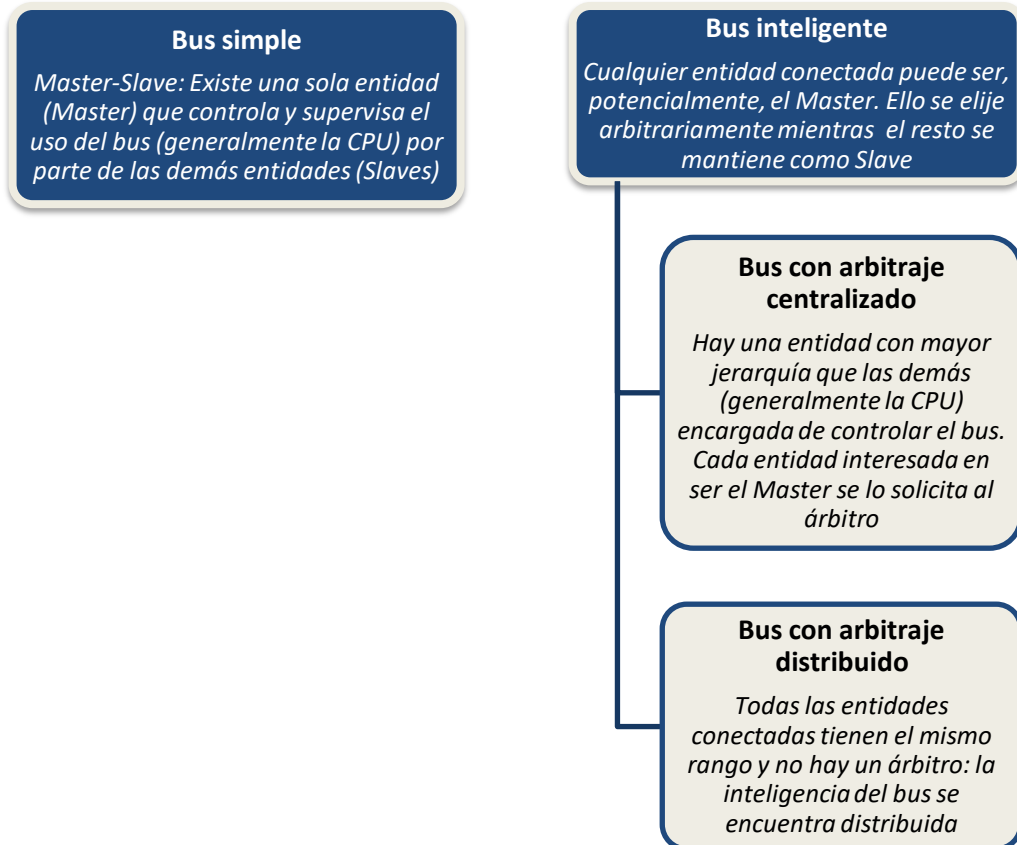 Bus simple
Master-Slave: Existe una sola entidad
(Master) que controla y supervisa el
uso del bus (generalmente la CPU) por
parte de las demás entidades (Slaves)
Bus inteligente
Cualquier entidad conectada puede ser,
potencialmente, el Master. Ello se elije
arbitrariamente mientras el resto se
mantiene como Slave
Bus con arbitraje
centralizado
Hay una entidad con mayor
jerarquía que las demás
(generalmente la CPU)
encargada de controlar el bus.
Cada entidad interesada en
ser el Master se lo solicita al
árbitro
Bus con arbitraje
distribuido
Todas las entidades
conectadas tienen el mismo
rango y no hay un árbitro: la
inteligencia del bus se
encuentra distribuida